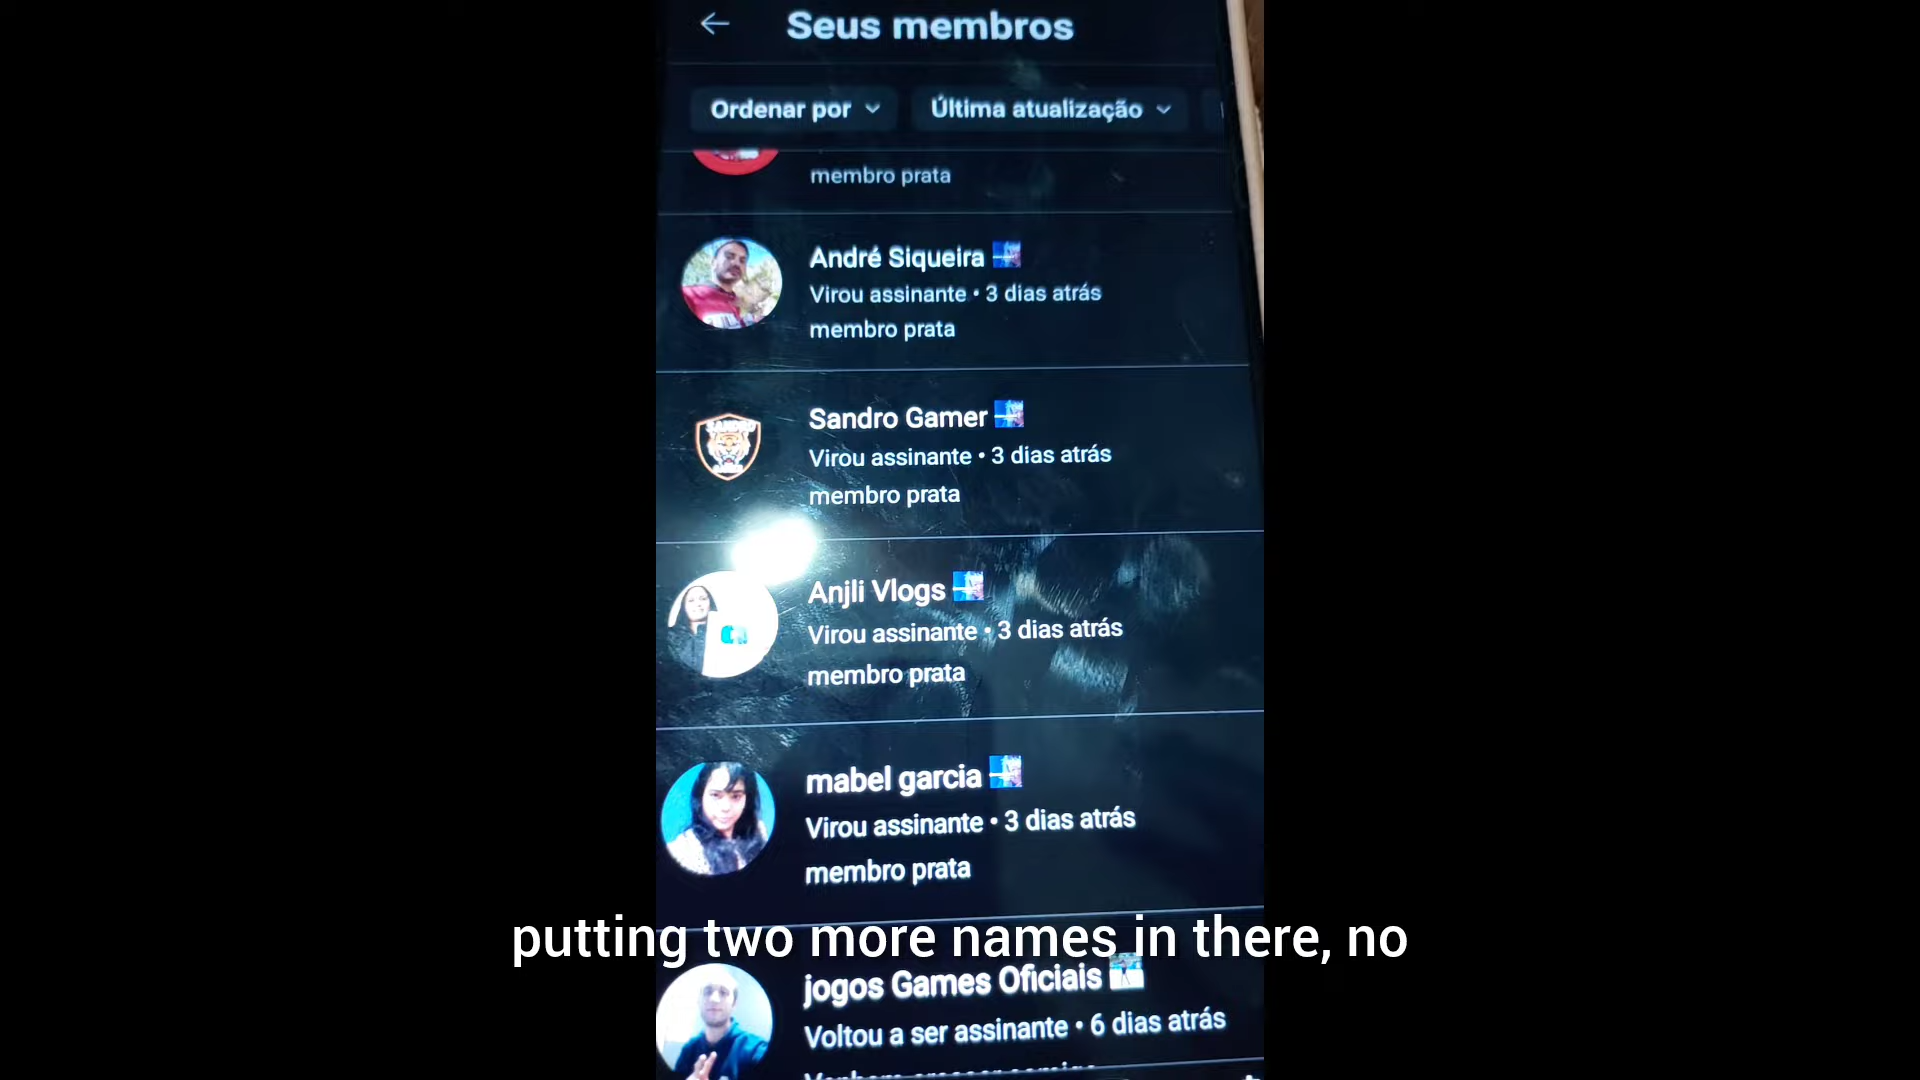 Seus membros
Ordenar por
Última atualização
membro prata
André Siqueira
Virou assinante • 3 dias atrás
membro prata
Sandro Gamer
Virou assinante • 3 dias atrás
membro prata
Anjli Vlogs
Virou assinante • 3 dias atrás
membro prata
mabel garcia
Virou assinante • 3 dias atrás
membro prata
putting two more names in there, no
jogos Games Oficiais
Voltou a ser assinante • 6 dias atrás